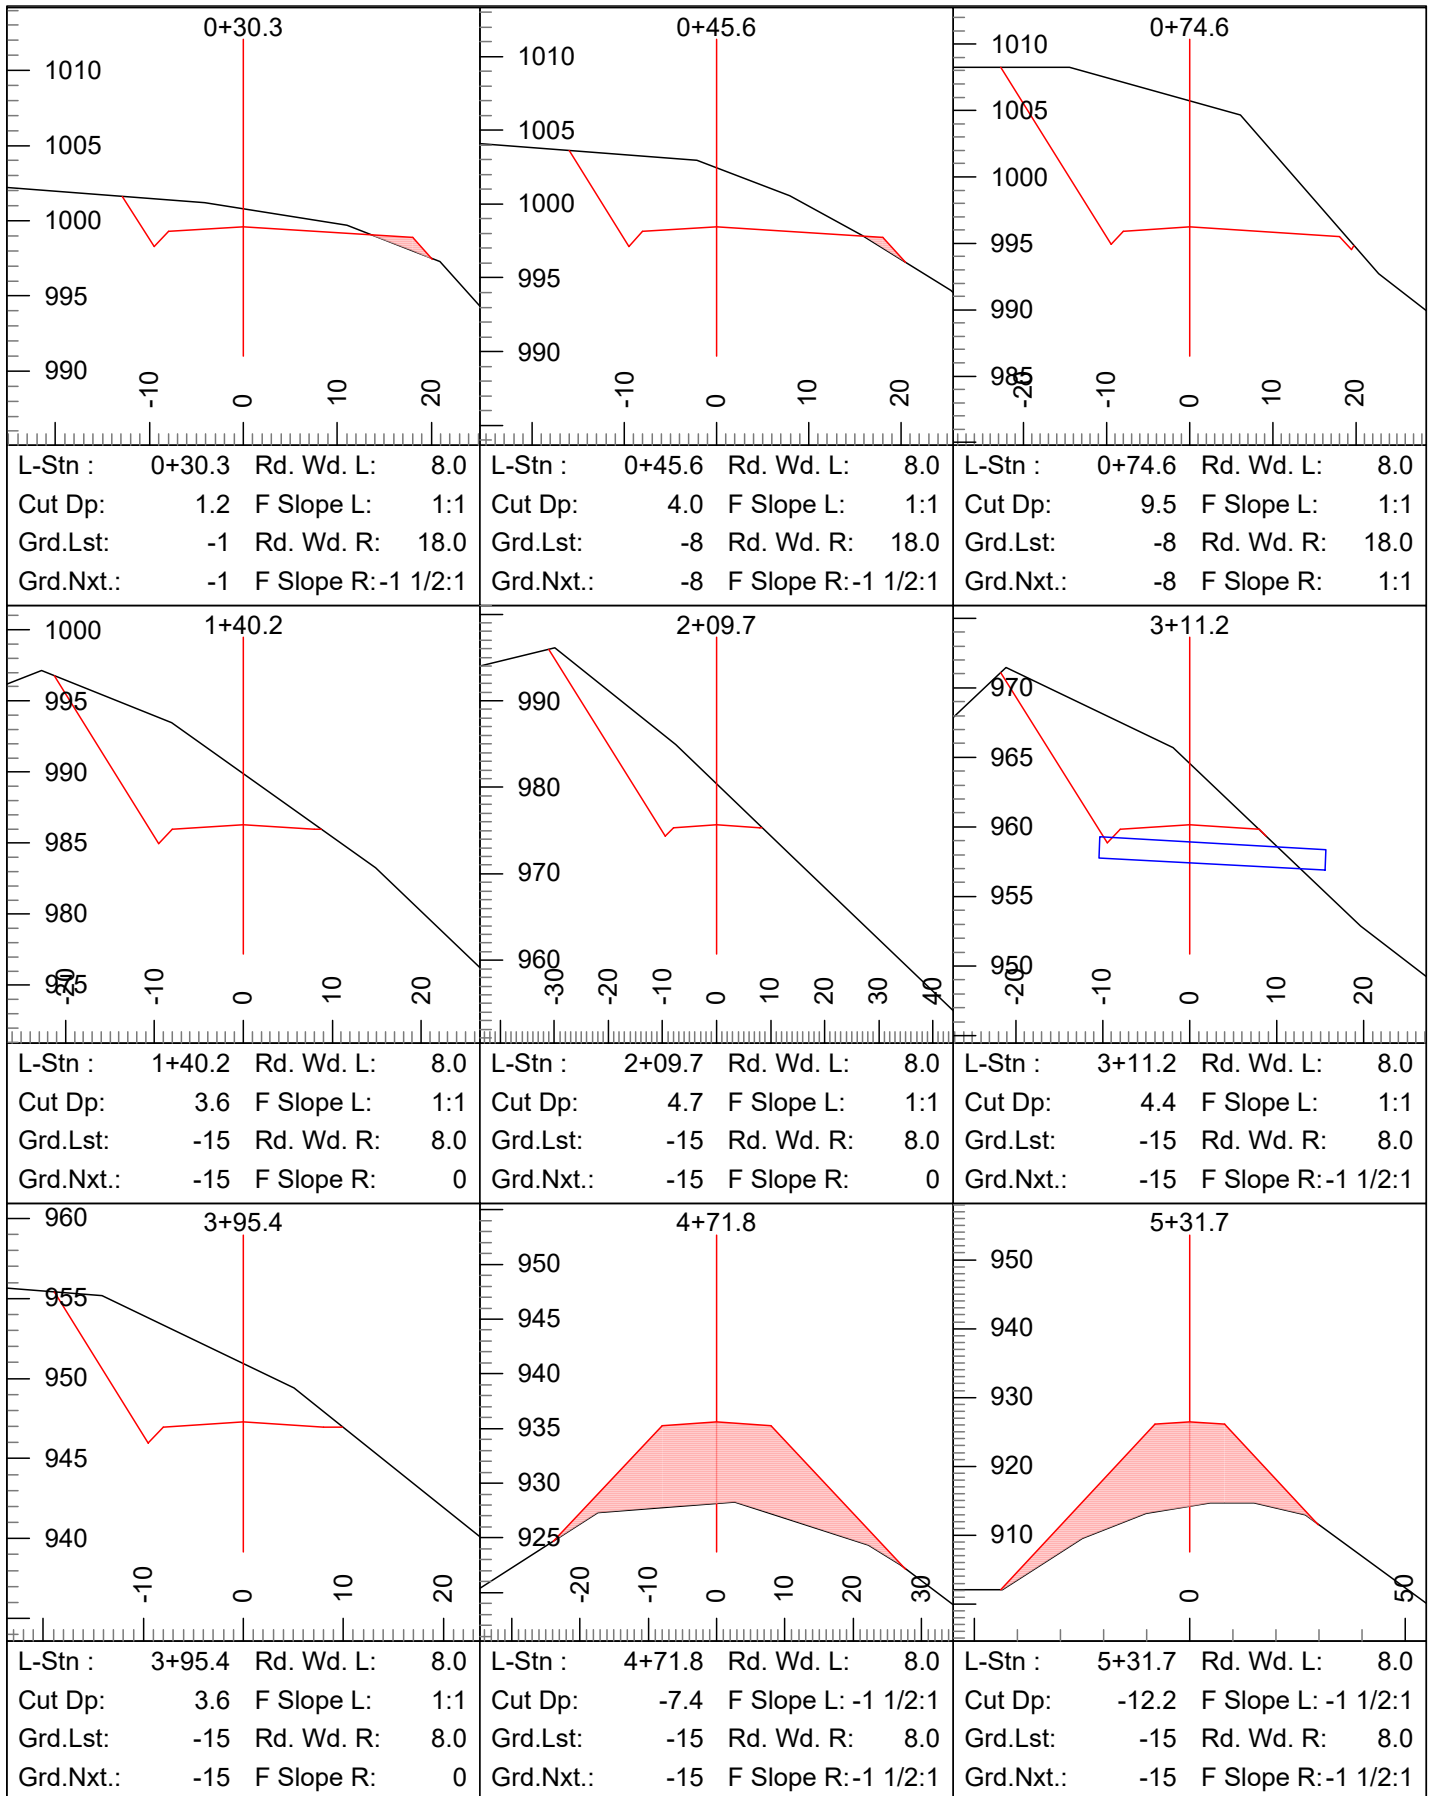 0+30.3
1010
1005
1000
995
990
-10
0
10
20
L-Stn : 0+30.3 Rd. Wd. L: 8.0
Cut Dp: 1.2 F Slope L: 1:1
Grd.Lst: -1 Rd. Wd. R: 18.0
Grd.Nxt.: -1 F Slope R: -1 1/2:1
0+45.6
1010
1005
1000
995
990
-10
0
10
20
L-Stn : 0+45.6 Rd. Wd. L: 8.0
Cut Dp: 4.0 F Slope L: 1:1
Grd.Lst: -8 Rd. Wd. R: 18.0
Grd.Nxt.: -8 F Slope R: -1 1/2:1
0+74.6
1010
1005
1000
995
990
985
-20
-10
0
10
20
L-Stn : 0+74.6 Rd. Wd. L: 8.0
Cut Dp: 9.5 F Slope L: 1:1
Grd.Lst: -8 Rd. Wd. R: 18.0
Grd.Nxt.: -8 F Slope R: 1:1
1+40.2
1000
995
990
985
980
975
-20
-10
0
10
20
L-Stn : 1+40.2 Rd. Wd. L: 8.0
Cut Dp: 3.6 F Slope L: 1:1
Grd.Lst: -15 Rd. Wd. R: 8.0
Grd.Nxt.: -15 F Slope R: 0
2+09.7
990
980
970
960
-30
-20
-10
0
10
20
30
40
L-Stn : 2+09.7 Rd. Wd. L: 8.0
Cut Dp: 4.7 F Slope L: 1:1
Grd.Lst: -15 Rd. Wd. R: 8.0
Grd.Nxt.: -15 F Slope R: 0
3+11.2
970
965
960
955
950
-20
-10
0
10
20
L-Stn : 3+11.2 Rd. Wd. L: 8.0
Cut Dp: 4.4 F Slope L: 1:1
Grd.Lst: -15 Rd. Wd. R: 8.0
Grd.Nxt.: -15 F Slope R: -1 1/2:1
3+95.4
960
955
950
945
940
-10
0
10
20
L-Stn : 3+95.4 Rd. Wd. L: 8.0
Cut Dp: 3.6 F Slope L: 1:1
Grd.Lst: -15 Rd. Wd. R: 8.0
Grd.Nxt.: -15 F Slope R: 0
4+71.8
950
945
940
935
930
925
-20
-10
0
10
20
30
L-Stn : 4+71.8 Rd. Wd. L: 8.0
Cut Dp: -7.4 F Slope L: -1 1/2:1
Grd.Lst: -15 Rd. Wd. R: 8.0
Grd.Nxt.: -15 F Slope R: -1 1/2:1
5+31.7
950
940
930
920
910
0
50
L-Stn : 5+31.7 Rd. Wd. L: 8.0
Cut Dp: -12.2 F Slope L: -1 1/2:1
Grd.Lst: -15 Rd. Wd. R: 8.0
Grd.Nxt.: -15 F Slope R: -1 1/2:1